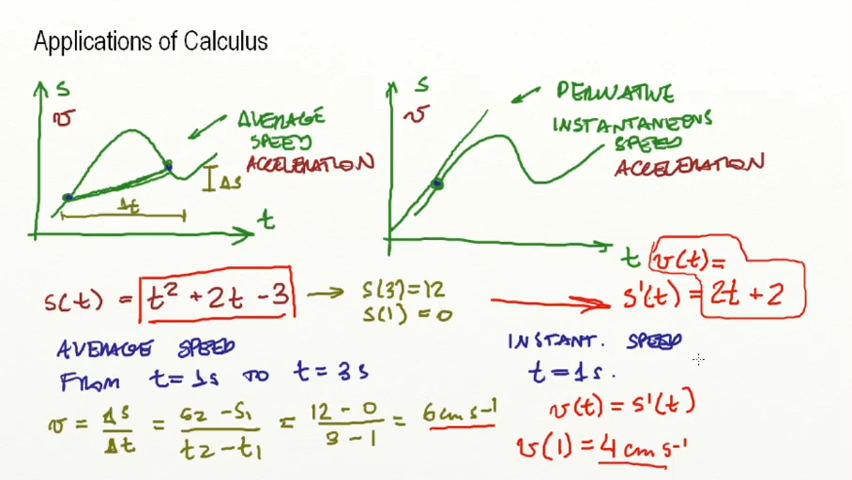 Applications of Calculus
s
v
AVERAGE
SPEED
ACCELERATION
Δs
Δt
t
s
v
DERIVATIVE
INSTANTANEOUS
SPEED
ACCELERATION
t
v(t)=
s(t) = t² + 2t - 3
s(3)=12
s(1)=0
s'(t) = 2t + 2
AVERAGE SPEED
FROM t=1s TO t=3s
v = Δs/Δt = s2-s1/t2-t1 = 12-0/3-1 = 6cm s-1
INSTANT. SPEED
t=1s.
v(t) = s'(t)
v(1) = 4 cm s-1